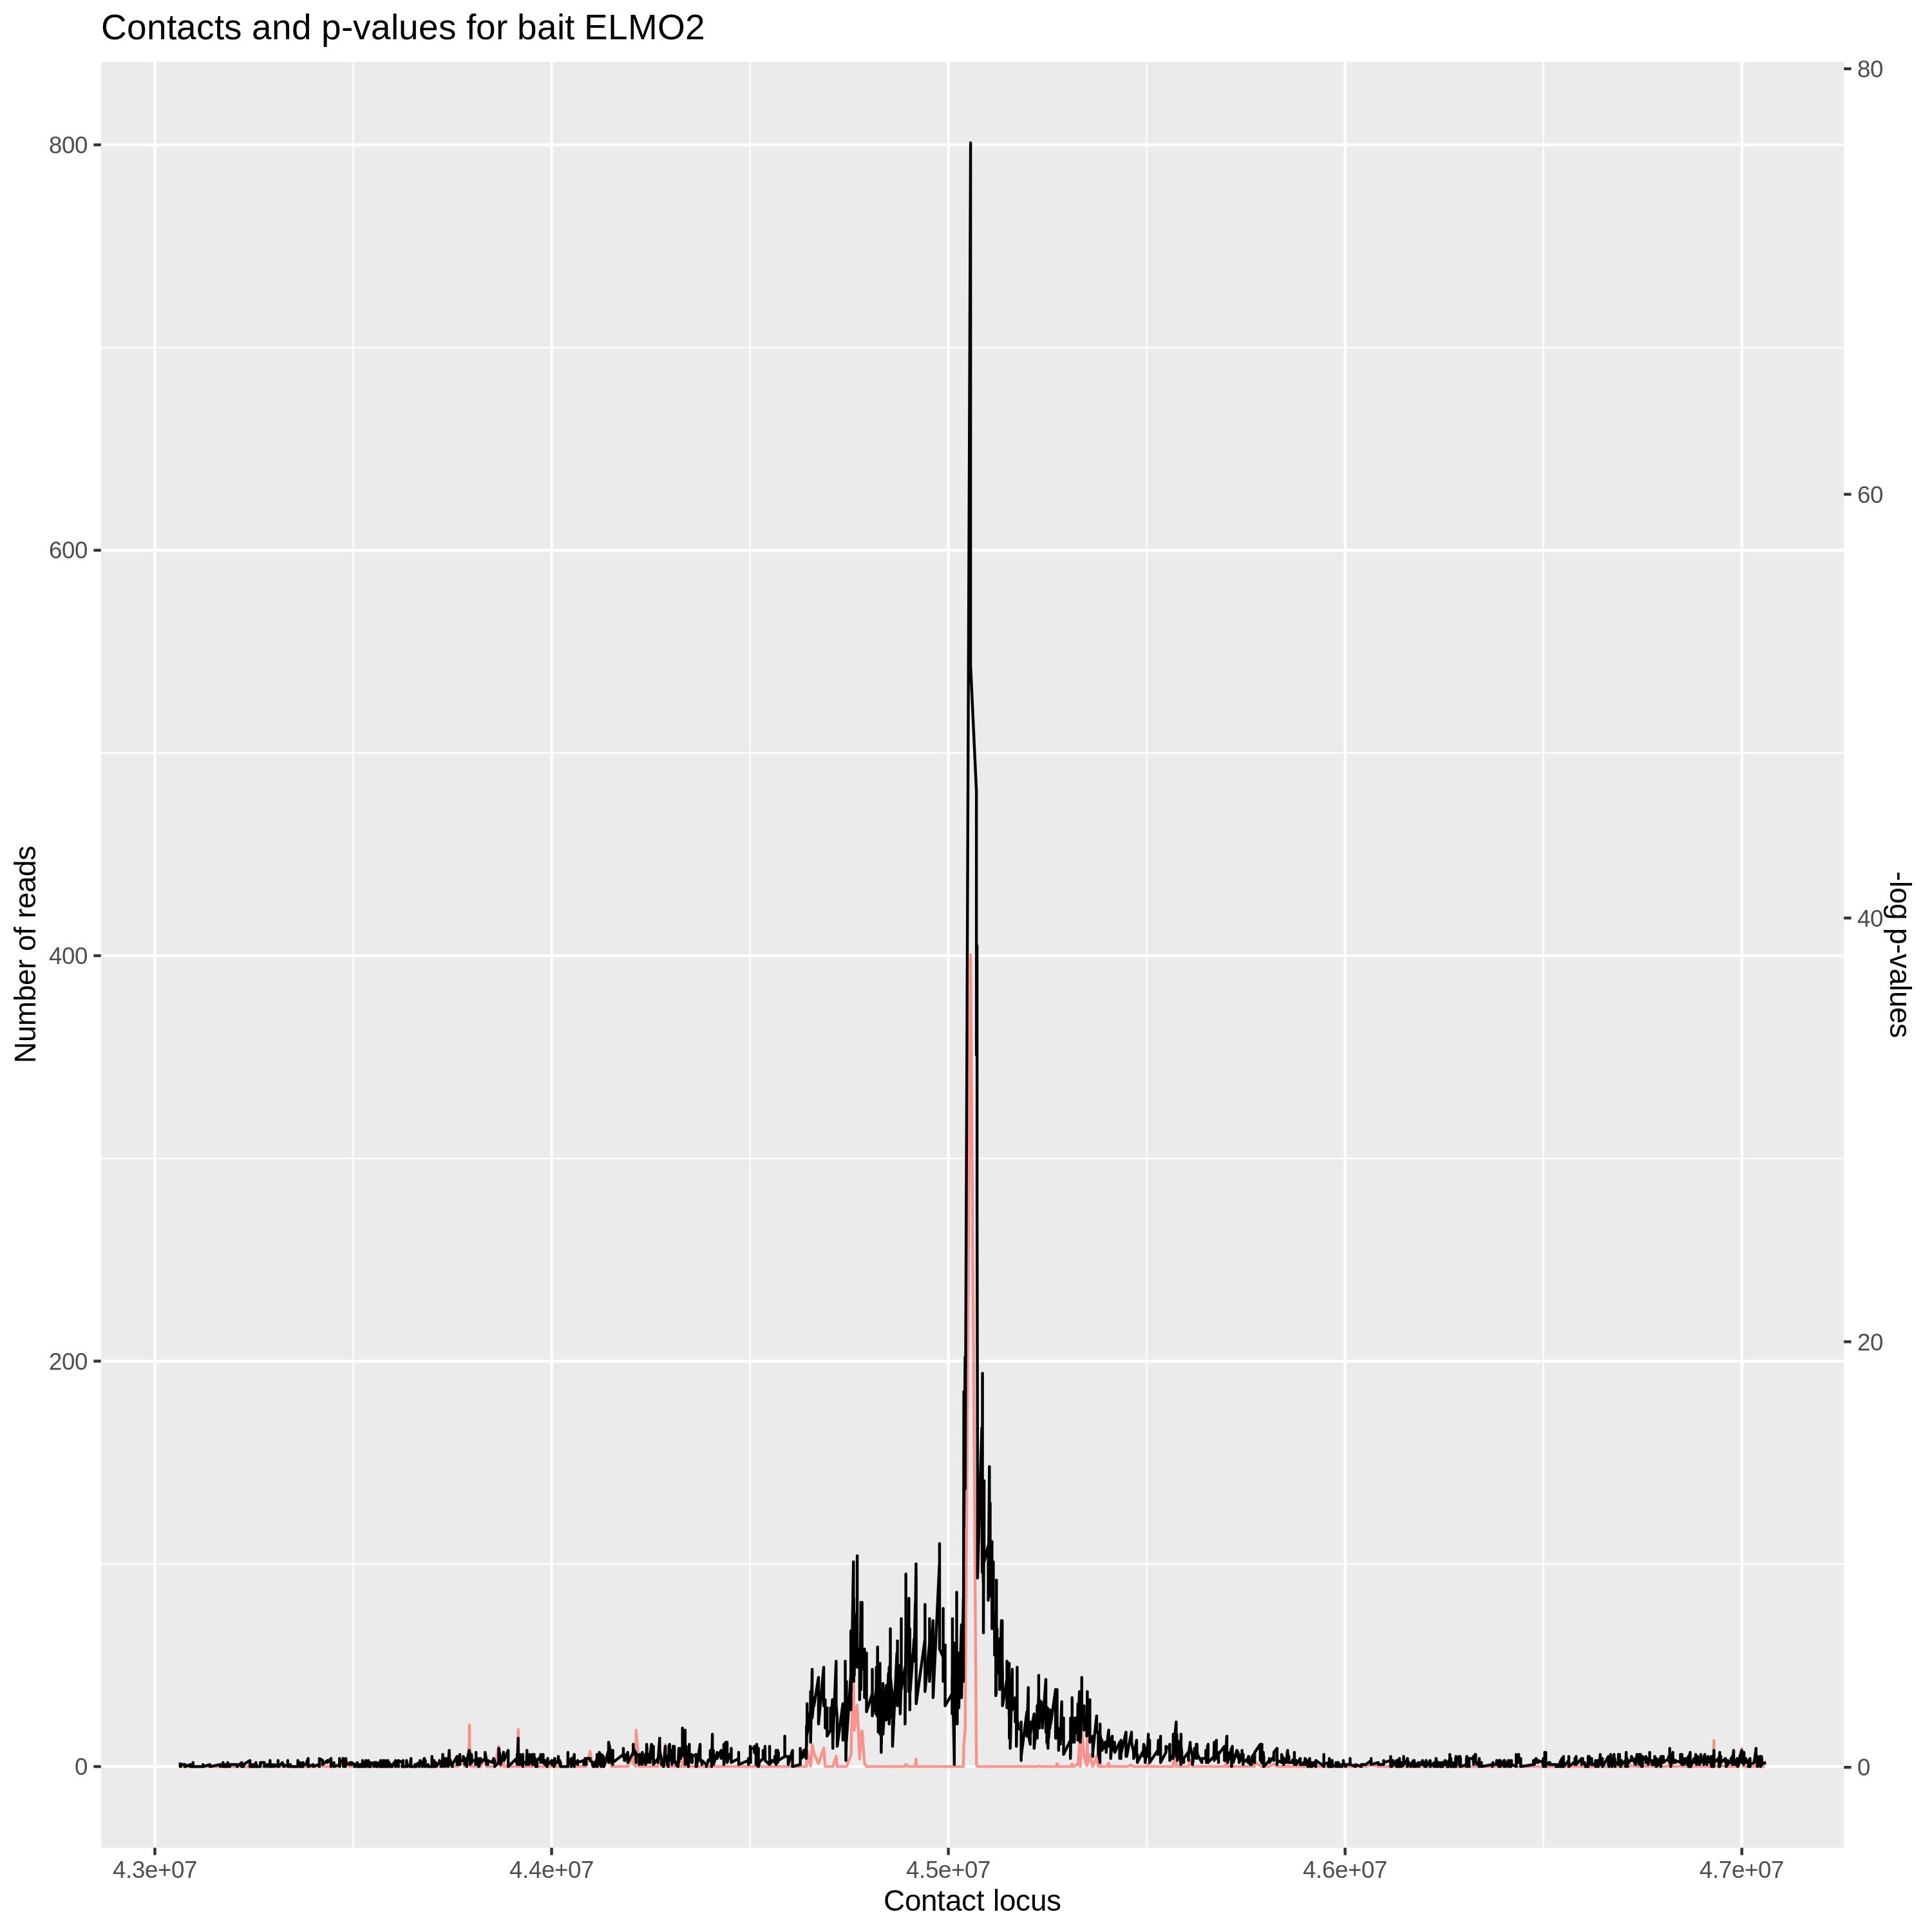 Contacts and p-values for bait ELMO2
Number of reads
800
600
400
200
0
80
60
40
20
0
-log p-values
4.3e+07 4.4e+07 4.5e+07 4.6e+07 4.7e+07
Contact locus